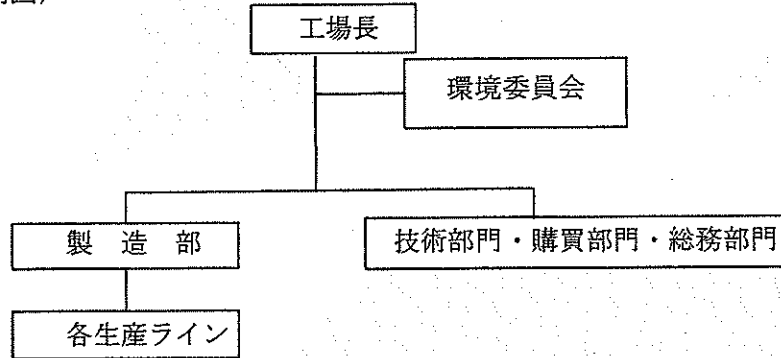 工場長
環境委員会
製 造 部
技術部門・購買部門・総務部門
各生産ライン